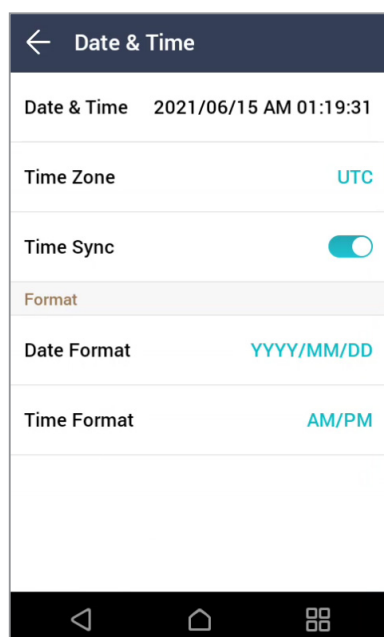 Date & Time
Date & Time 2021/06/15 AM 01:19:31
Time Zone UTC
Time Sync
Format
Date Format YYYY/MM/DD
Time Format AM/PM